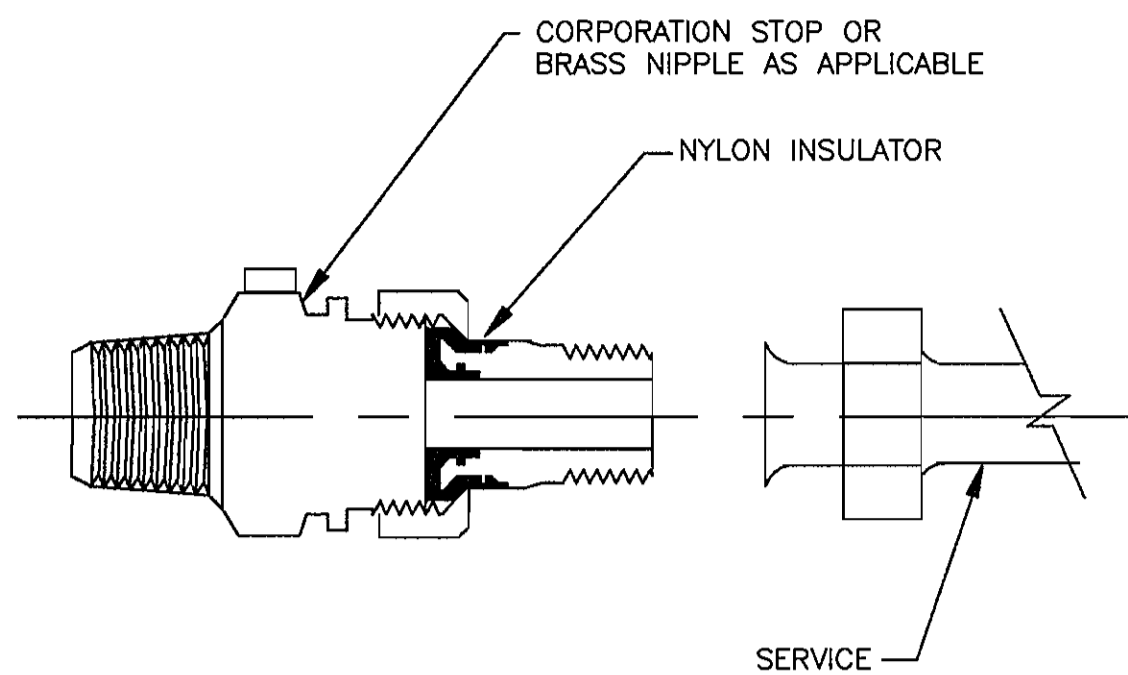 CORPORATION STOP OR
BRASS NIPPLE AS APPLICABLE
NYLON INSULATOR
SERVICE